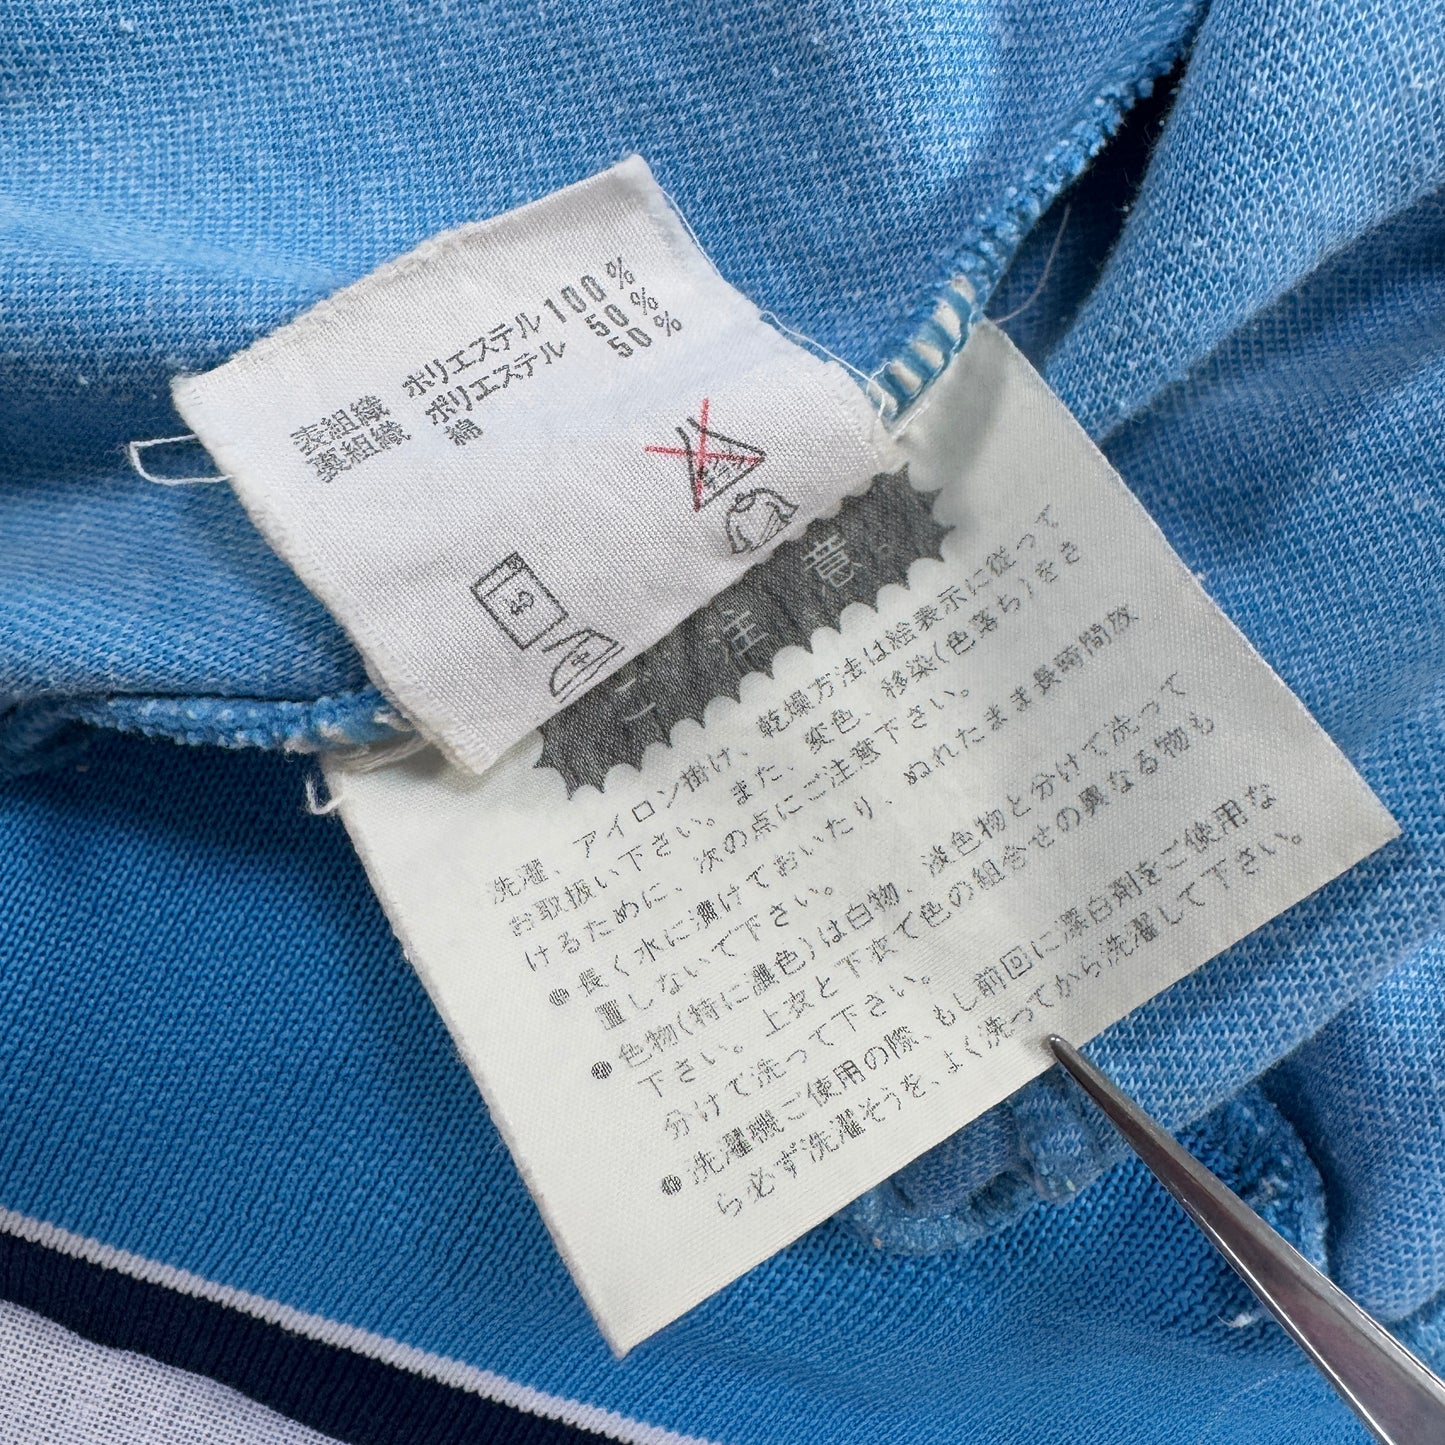 表組織 ポリエステル 100%
裏組織 ポリエステル 50%
綿 50%
ご注意
洗濯、アイロン掛け、乾燥方法は絵表示に従って
お取扱い下さい。また、変色、移染(色落ち)をさ
けるために、次の点にご注意下さい。
●長く水に漬けておいたり、ぬれたまま長時間放
置しないで下さい。
●色物(特に濃色)は白物、淡色物と分けて洗って
下さい。上衣と下衣で色の組合せの異なる物も
分けて洗って下さい。
●洗濯機ご使用の際、もし前回に漂白剤をご使用な
ら必ず洗濯そうを、よく洗ってから洗濯して下さい。